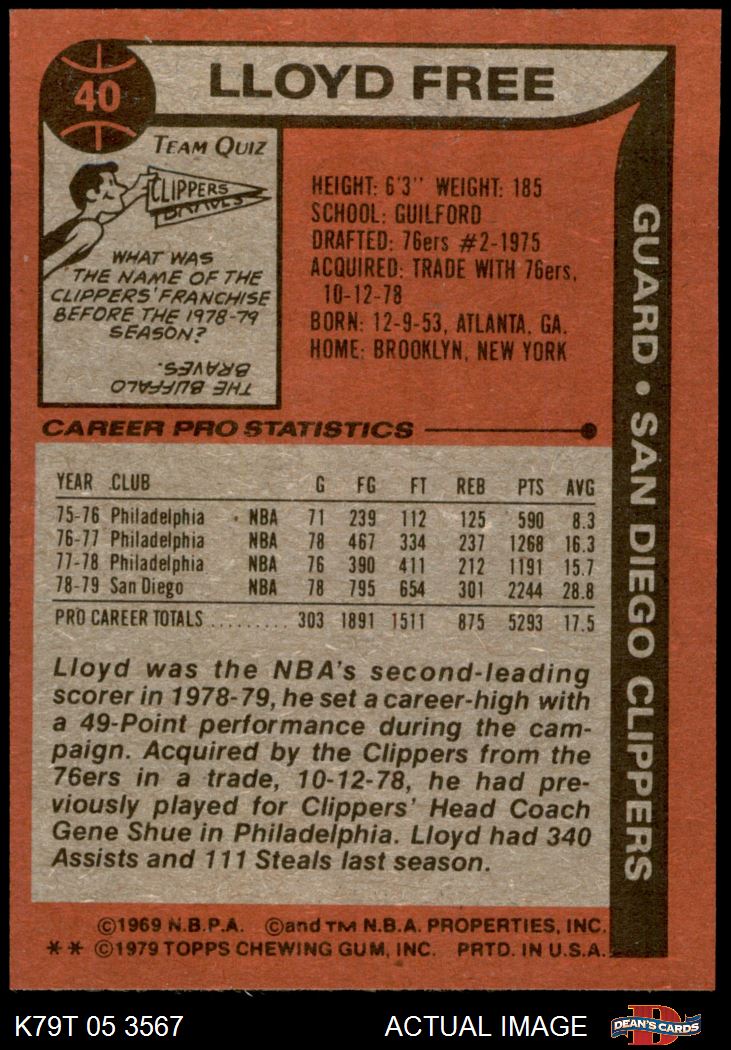 40
LLOYD FREE
TEAM QUIZ
CLIPPERS
BRAVES
WHAT WAS
THE NAME OF THE
CLIPPERS' FRANCHISE
BEFORE THE 1978-79
SEASON?
THE BUFFALO
BRAVES.
HEIGHT: 6'3" WEIGHT: 185
SCHOOL: GUILFORD
DRAFTED: 76ers #2-1975
ACQUIRED: TRADE WITH 76ers,
10-12-78
BORN: 12-9-53, ATLANTA, GA.
HOME: BROOKLYN, NEW YORK
GUARD • SAN DIEGO CLIPPERS
CAREER PRO STATISTICS
YEAR CLUB G FG FT REB PTS AVG
75-76 Philadelphia NBA 71 239 112 125 590 8.3
76-77 Philadelphia NBA 78 467 334 237 1268 16.3
77-78 Philadelphia NBA 76 390 411 212 1191 15.7
78-79 San Diego NBA 78 795 654 301 2244 28.8
PRO CAREER TOTALS ......... 303 1891 1511 875 5293 17.5
Lloyd was the NBA's second-leading
scorer in 1978-79, he set a career-high with
a 49-Point performance during the cam-
paign. Acquired by the Clippers from the
76ers in a trade, 10-12-78, he had pre-
viously played for Clippers' Head Coach
Gene Shue in Philadelphia. Lloyd had 340
Assists and 111 Steals last season.
©1969 N.B.P.A. ©and TM N.B.A. PROPERTIES, INC.
** ©1979 TOPPS CHEWING GUM, INC. PRTD. IN U.S.A.
K79T 05 3567
ACTUAL IMAGE
D
DEAN'S CARDS